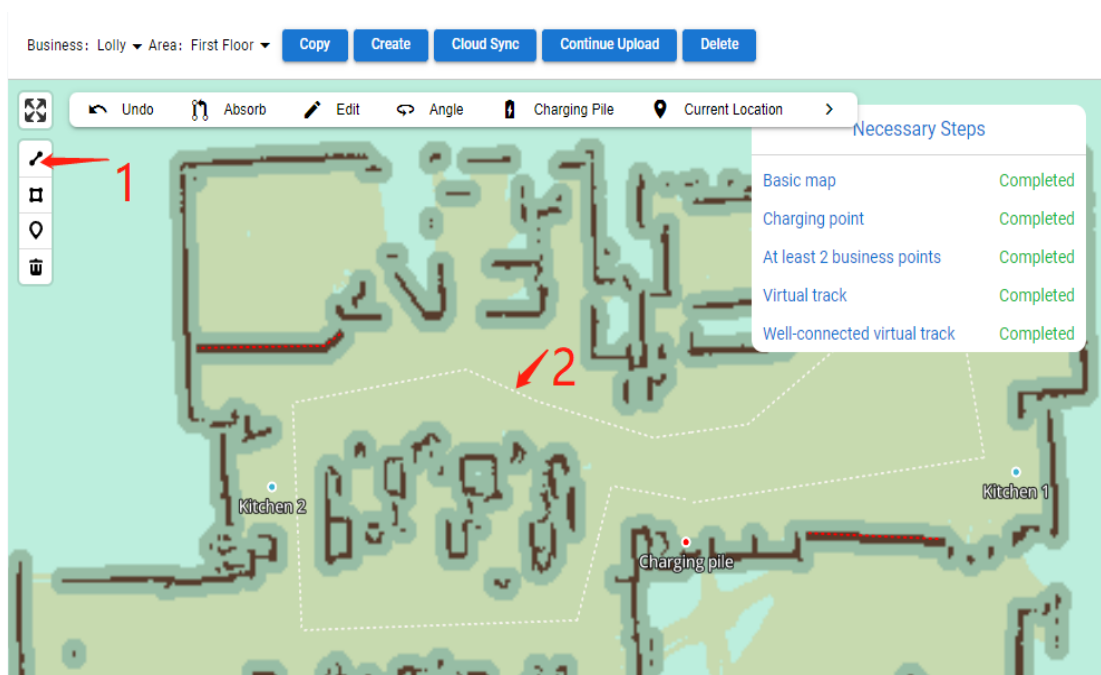 Business: Lolly Area: First Floor Copy Create Cloud Sync Continue Upload Delete
Undo Absorb Edit Angle Charging Pile Current Location
Necessary Steps
1
Basic map Completed
Charging point Completed
At least 2 business points Completed
Virtual track Completed
Well-connected virtual track Completed
2
Kitchen 2
Kitchen 1
Charging pile